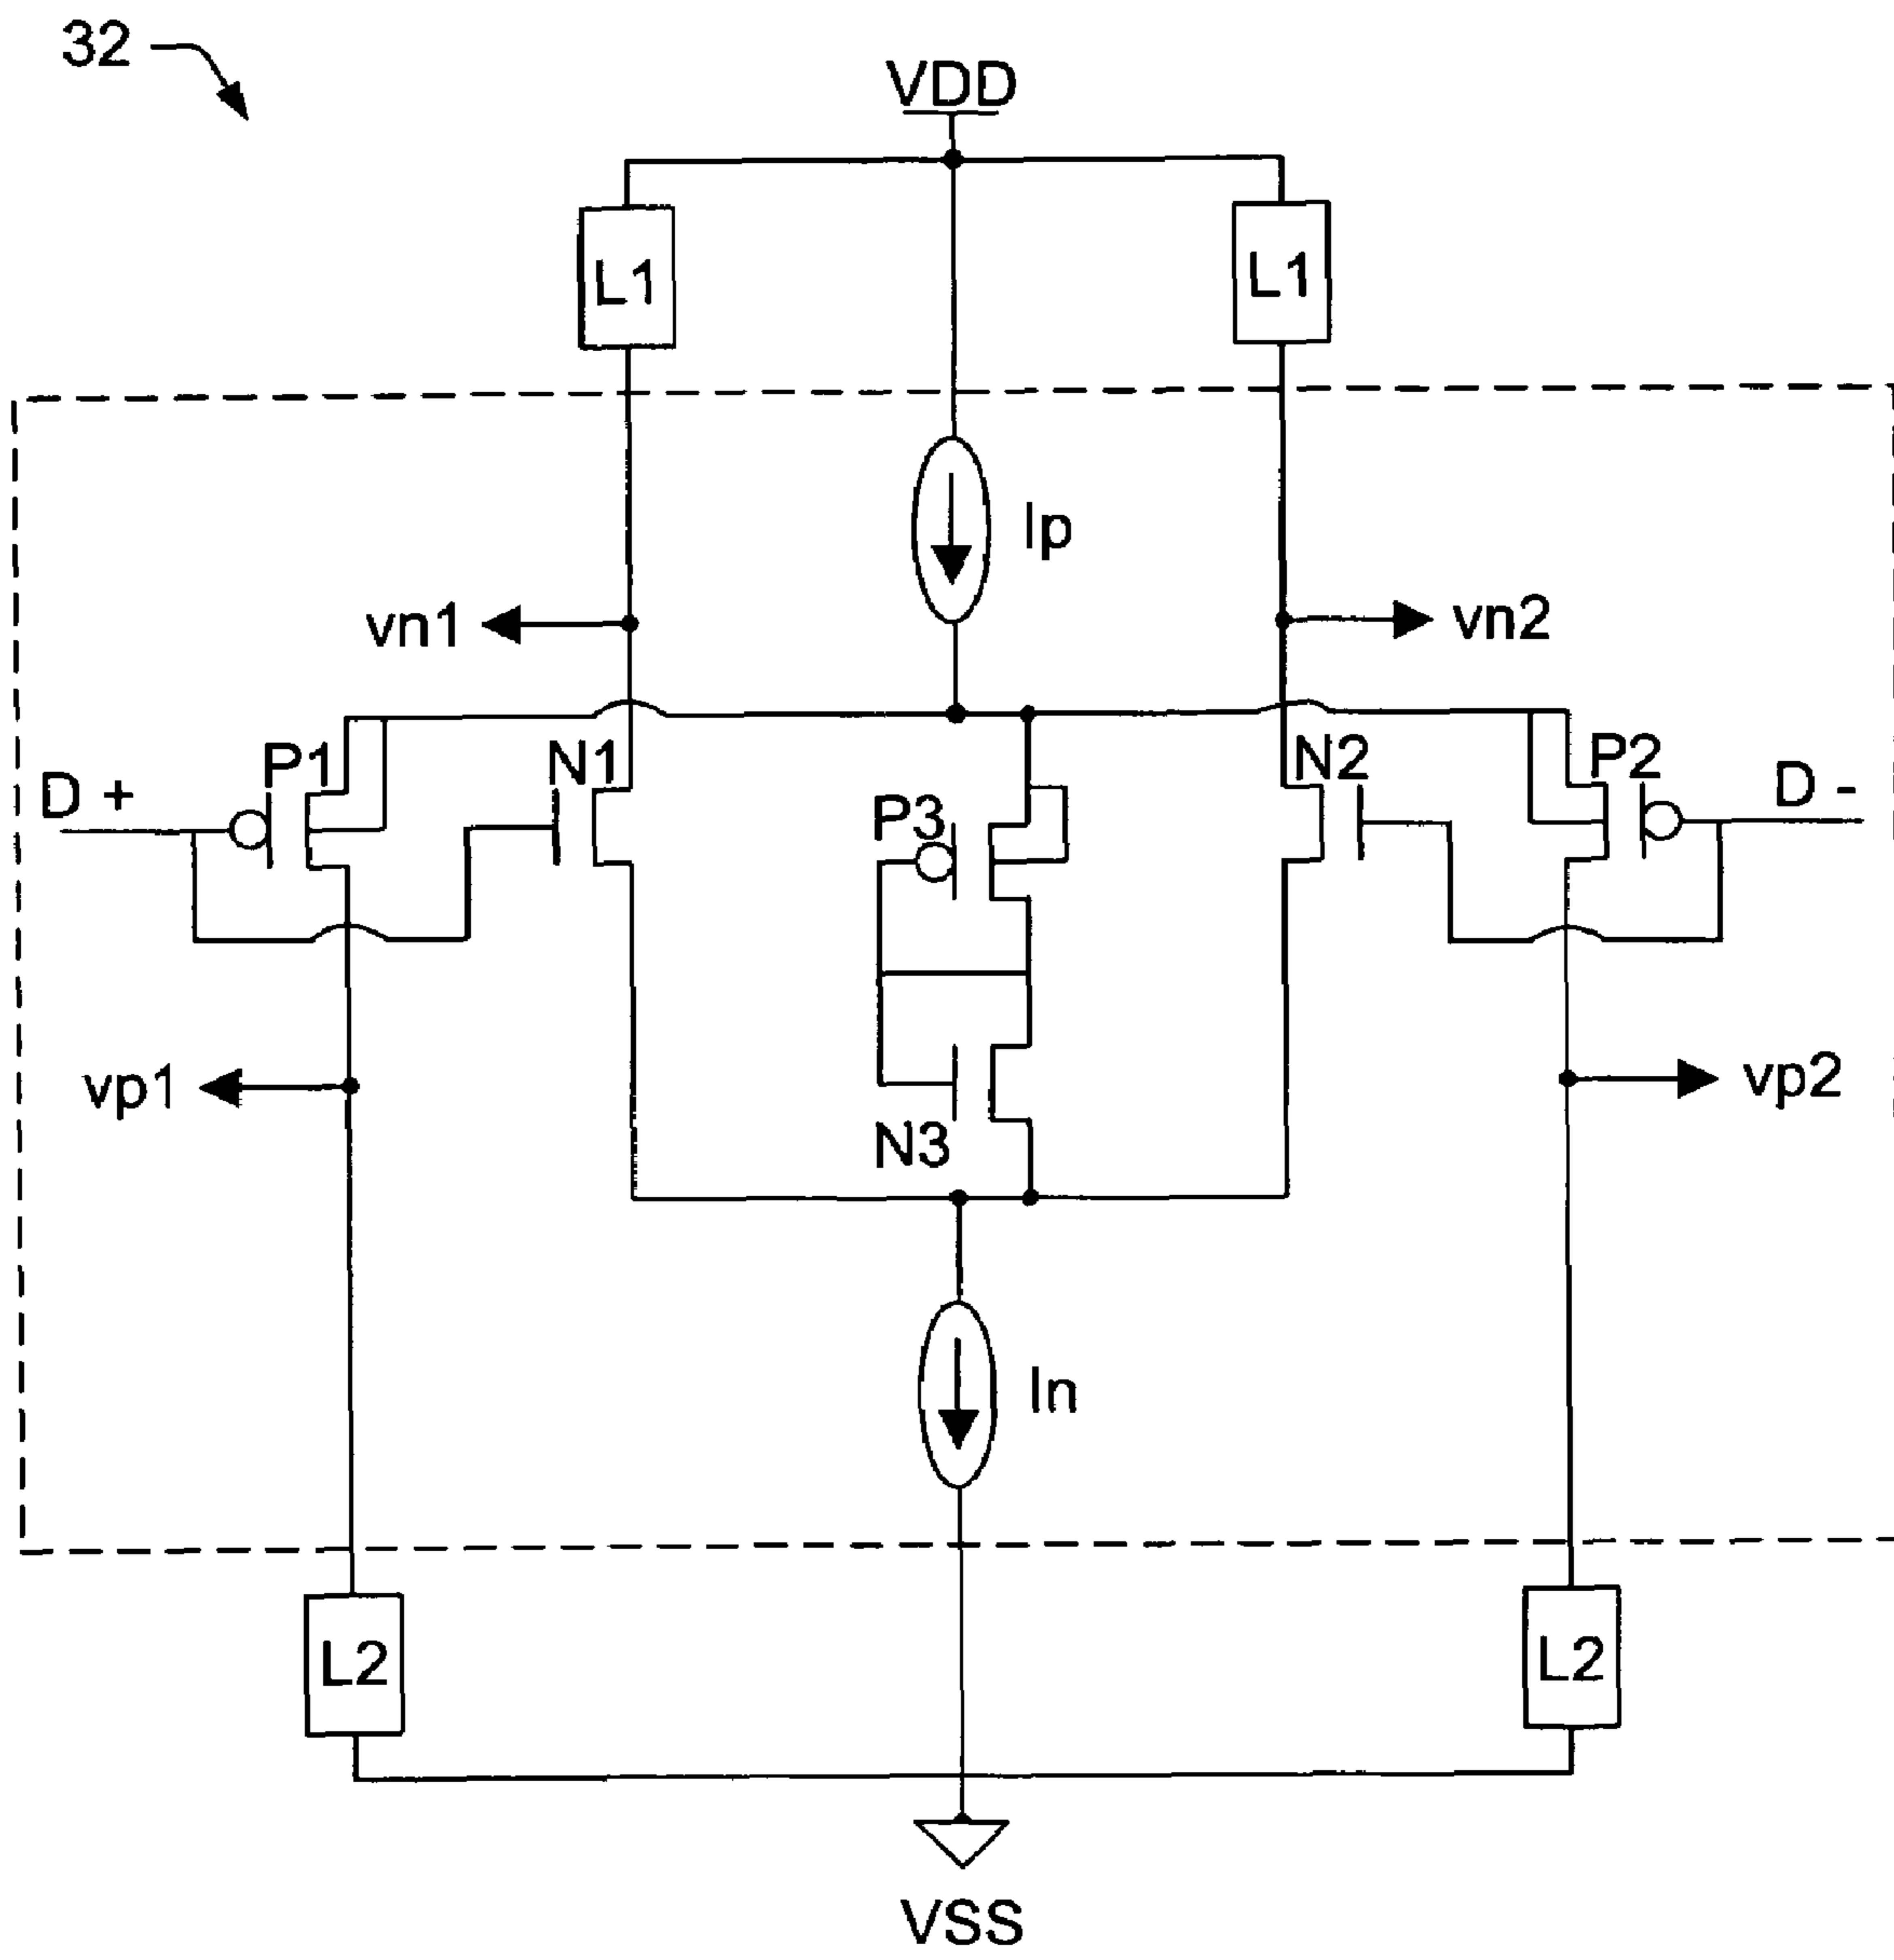 32
VDD
L1
L1
Ip
vn1
vn2
P1
N1
N2
P2
D +
D -
P3
vp1
vp2
N3
In
L2
L2
VSS